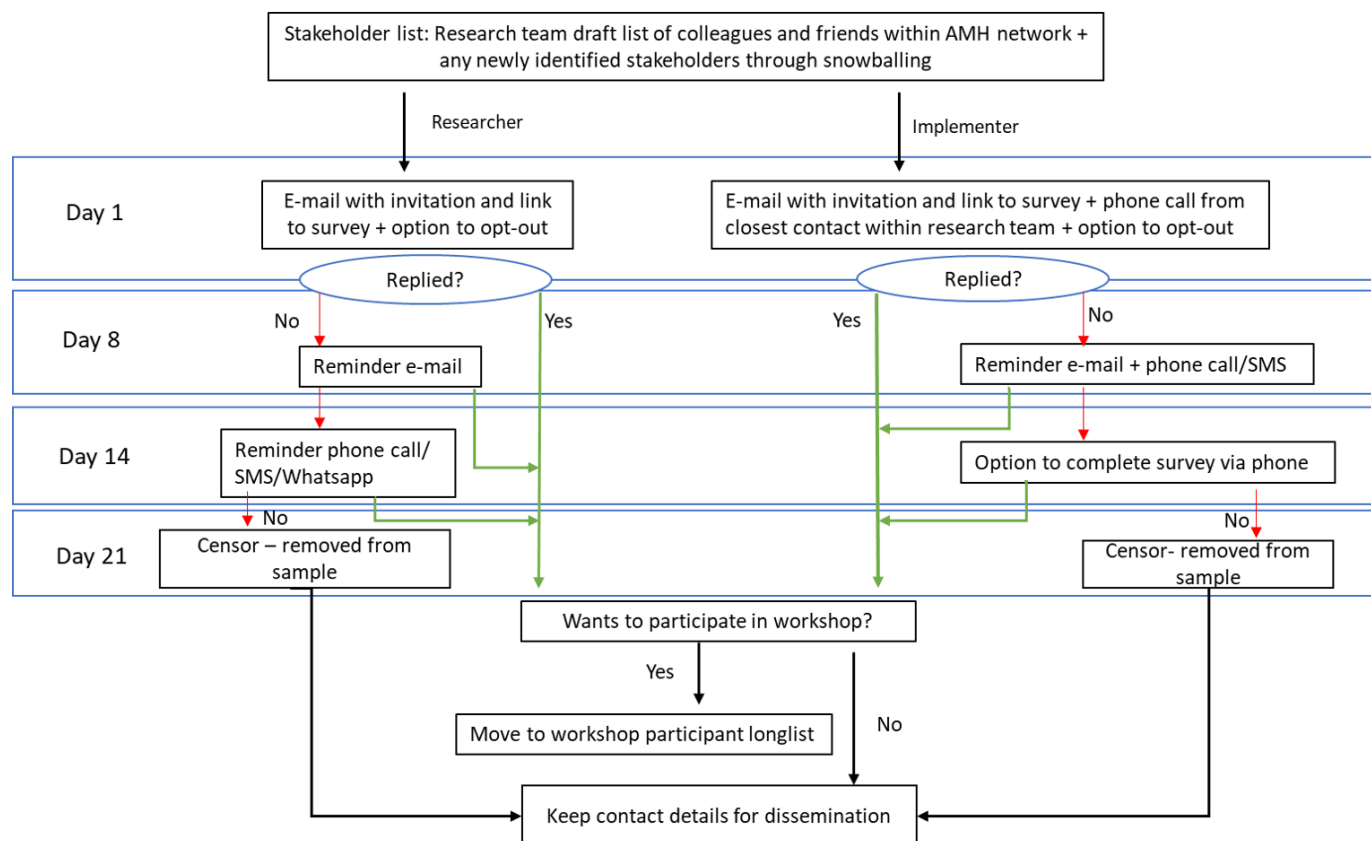 Stakeholder list: Research team draft list of colleagues and friends within AMH network +
any newly identified stakeholders through snowballing
Researcher
Implementer
Day 1
E-mail with invitation and link
to survey + option to opt-out
E-mail with invitation and link to survey + phone call from
closest contact within research team + option to opt-out
Replied?
Replied?
Day 8
No
Yes
Yes
No
Reminder e-mail
Reminder e-mail + phone call/SMS
Day 14
Reminder phone call/
SMS/Whatsapp
Option to complete survey via phone
Day 21
No
No
Censor – removed from
sample
Censor- removed from
sample
Wants to participate in workshop?
Yes
No
Move to workshop participant longlist
Keep contact details for dissemination